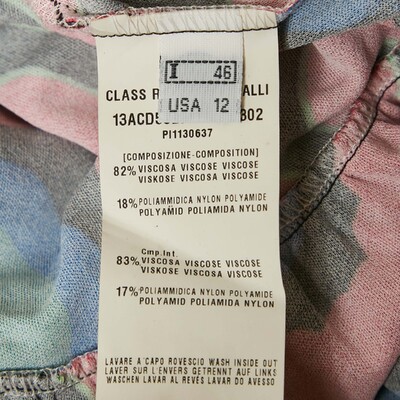 I 46
USA 12
CLASS R ALLI
13ACD5 802
PI1130637
[COMPOSIZIONE-COMPOSITION]
82% VISCOSA VISCOSE VISCOSE
VISKOSE VISCOSA VISCOSE
18% POLIAMMIDICA NYLON POLYAMIDE
POLYAMID POLIAMIDA NYLON
Cmp.Int.
83% VISCOSA VISCOSE VISCOSE
VISKOSE VISCOSA VISCOSE
17% POLIAMMIDICA NYLON POLYAMIDE
POLYAMID POLIAMIDA NYLON
LAVARE A CAPO ROVESCIO WASH INSIDE OUT
LAVER SUR L'ENVERS AUF LINKS
WASCHEN LAVAR AL REVÉS LAVAR DO AVESSO